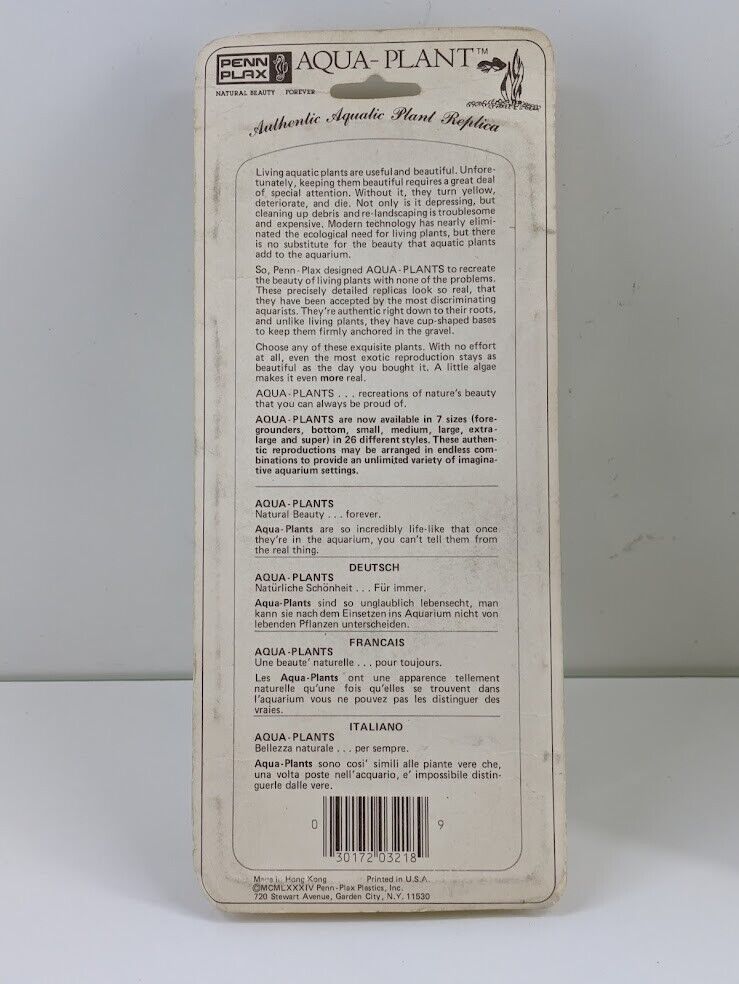 PENN
PLAX
AQUA-PLANT™
NATURAL BEAUTY FOREVER
Authentic Aquatic Plant Replica
Living aquatic plants are useful and beautiful. Unfore-
tunately, keeping them beautiful requires a great deal
of special attention. Without it, they turn yellow,
deteriorate, and die. Not only is it depressing, but
cleaning up debris and re-landscaping is troublesome
and expensive. Modern technology has nearly elimi-
nated the ecological need for living plants, but there
is no substitute for the beauty that aquatic plants
add to the aquarium.
So, Penn-Plax designed AQUA-PLANTS to recreate
the beauty of living plants with none of the problems.
These precisely detailed replicas look so real, that
they have been accepted by the most discriminating
aquarists. They're authentic right down to their roots,
and unlike living plants, they have cup-shaped bases
to keep them firmly anchored in the gravel.
Choose any of these exquisite plants. With no effort
at all, even the most exotic reproduction stays as
beautiful as the day you bought it. A little algae
makes it even more real.
AQUA-PLANTS . . . recreations of nature's beauty
that you can always be proud of.
AQUA-PLANTS are now available in 7 sizes (fore-
grounders, bottom, small, medium, large, extra-
large and super) in 26 different styles. These authen-
tic reproductions may be arranged in endless com-
binations to provide an unlimited variety of imagina-
tive aquarium settings.
AQUA-PLANTS
Natural Beauty . . . forever.
Aqua-Plants are so incredibly life-like that once
they're in the aquarium, you can't tell them from
the real thing.
DEUTSCH
AQUA-PLANTS
Natürliche Schönheit . . . Für immer.
Aqua-Plants sind so unglaublich lebensecht, man
kann sie nach dem Einsetzen ins Aquarium nicht von
lebenden Pflanzen unterscheiden.
FRANCAIS
AQUA-PLANTS
Une beaute' naturelle . . . pour toujours.
Les Aqua-Plants ont une apparence tellement
naturelle qu'une fois qu'elles se trouvent dans
l'aquarium vous ne pouvez pas les distinguer des
vraies.
ITALIANO
AQUA-PLANTS
Bellezza naturale . . . per sempre.
Aqua-Plants sono cosi' simili alle piante vere che,
una volta poste nell'acquario, e' impossibile distin-
guerle dalle vere.
0 30172 03218 9
Made in Hong Kong Printed in U.S.A.
©MCMLXXXIV Penn-Plax Plastics, Inc.
720 Stewart Avenue, Garden City, N.Y. 11530